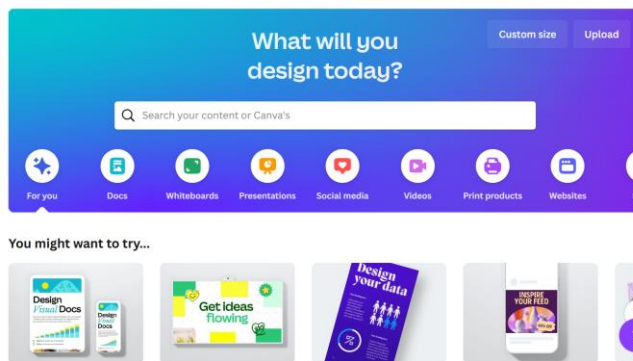 What will you
design today?
Custom size
Upload
Search your content or Canva's
For you
Docs
Whiteboards
Presentations
Social media
Videos
Print products
Websites
You might want to try...
Design
Visual Docs
Design
Visual
Docs
Get ideas
flowing
Design
your data
%
INSPIRE
YOUR FEED